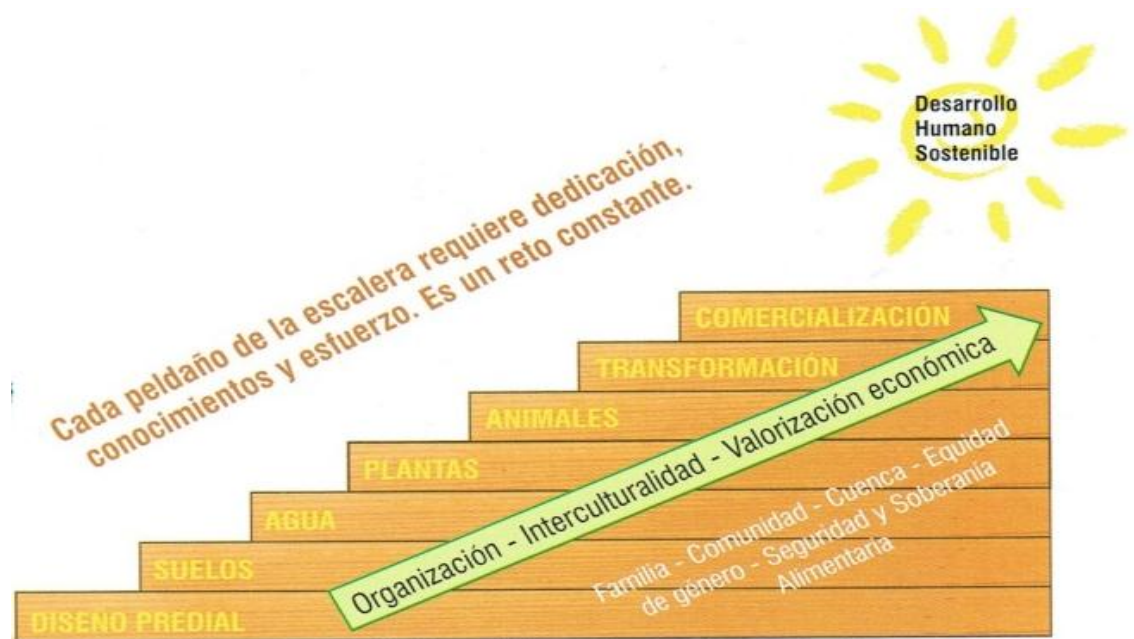 Desarrollo
Humano
Sostenible
Cada peldaño de la escalera requiere dedicación,
conocimientos y esfuerzo. Es un reto constante.
COMERCIALIZACIÓN
TRANSFORMACIÓN
ANIMALES
PLANTAS
AGUA
SUELOS
DISEÑO PREDIAL
Organización - Interculturalidad - Valorización económica
Familia - Comunidad - Cuenca - Equidad
de género - Seguridad y Soberanía
Alimentaria